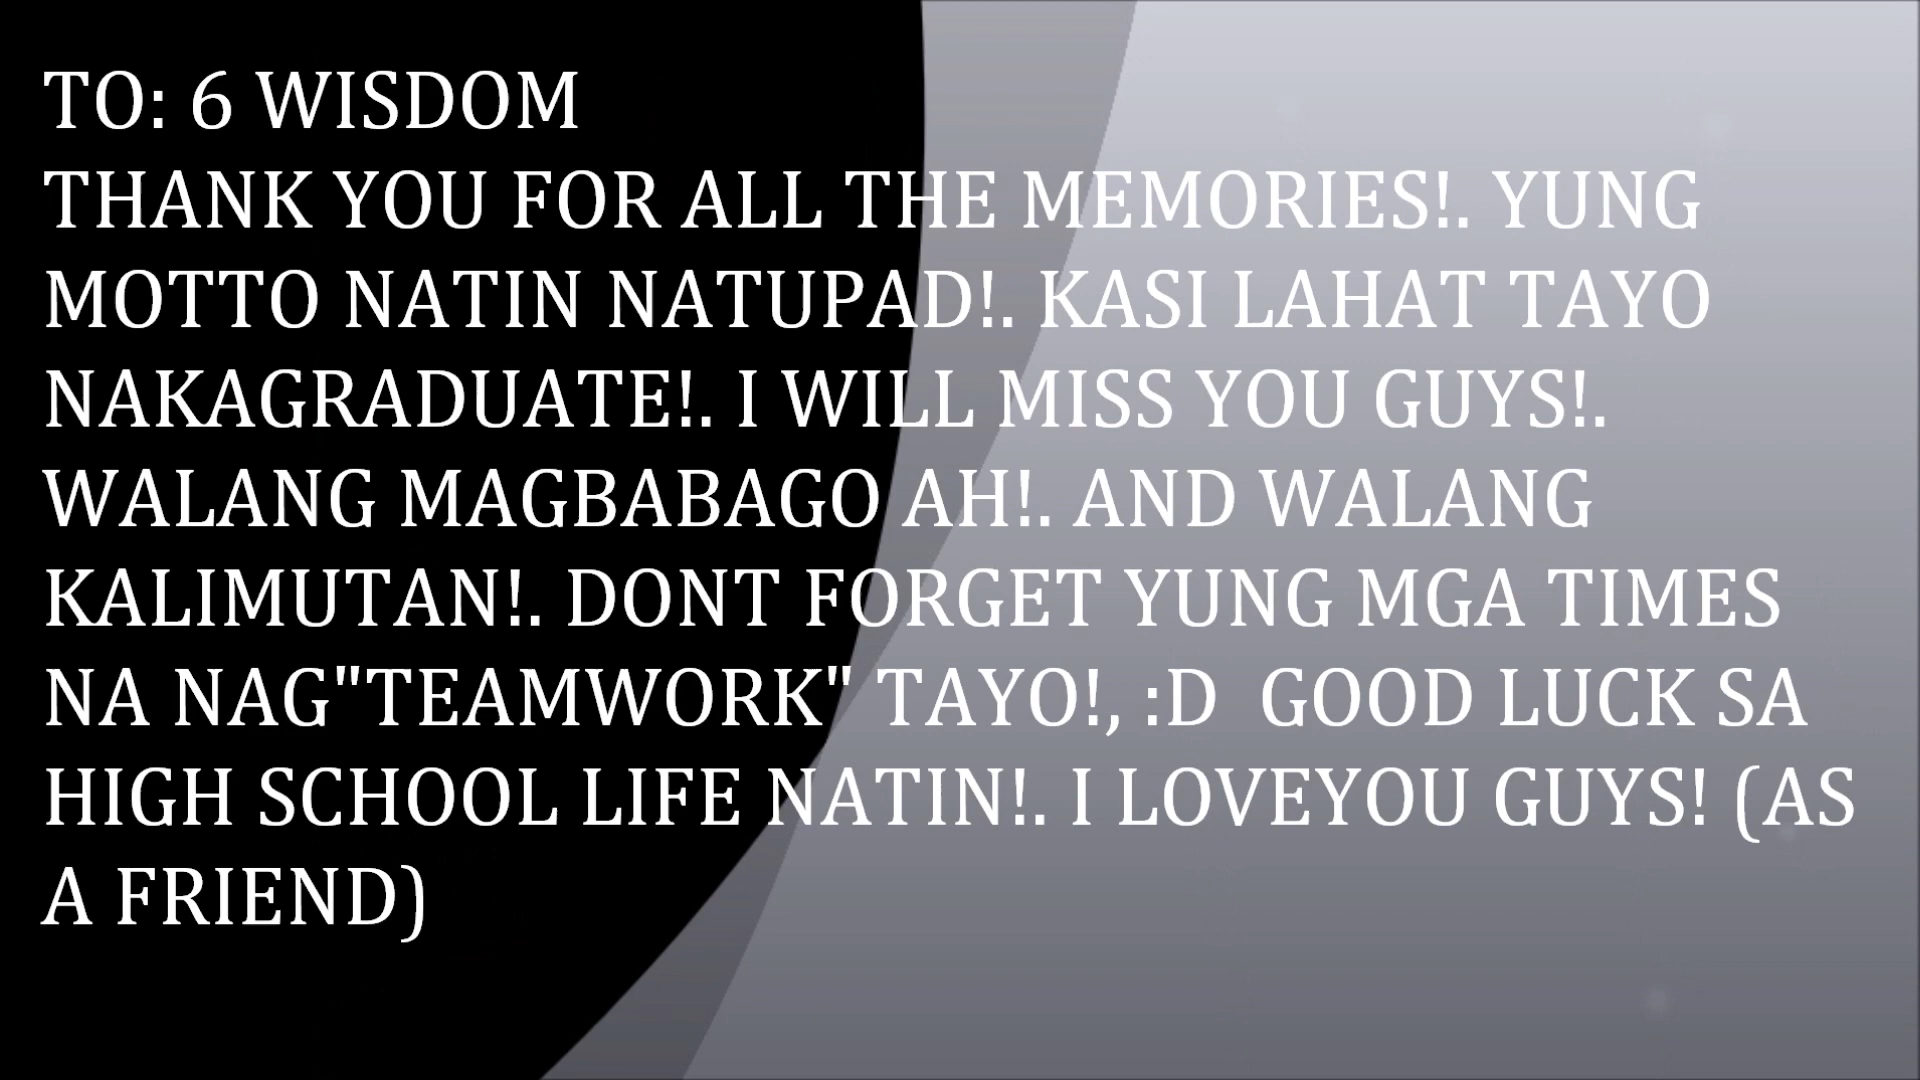 TO: 6 WISDOM
THANK YOU FOR ALL THE MEMORIES!. YUNG
MOTTO NATIN NATUPAD!. KASI LAHAT TAYO
NAKAGRADUATE!. I WILL MISS YOU GUYS!.
WALANG MAGBABAGO AH!. AND WALANG
KALIMUTAN!. DONT FORGET YUNG MGA TIMES
NA NAG"TEAMWORK" TAYO!, :D  GOOD LUCK SA
HIGH SCHOOL LIFE NATIN!. I LOVEYOU GUYS! (AS
A FRIEND)